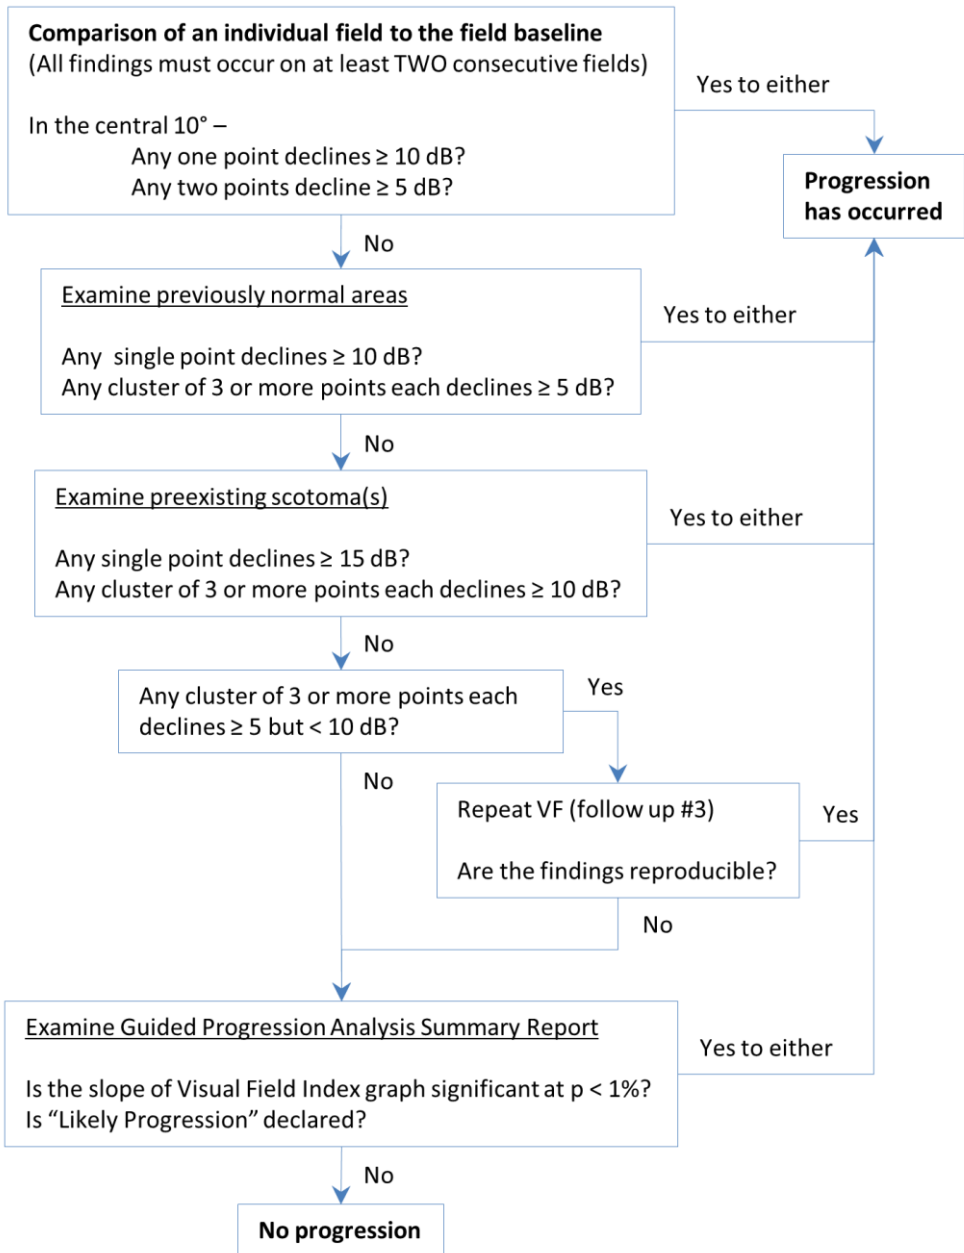 Comparison of an individual field to the field baseline
(All findings must occur on at least TWO consecutive fields)
In the central 10° –
Any one point declines ≥ 10 dB?
Any two points decline ≥ 5 dB?
Yes to either
Progression
has occurred
No
Examine previously normal areas
Any single point declines ≥ 10 dB?
Any cluster of 3 or more points each declines ≥ 5 dB?
Yes to either
No
Examine preexisting scotoma(s)
Any single point declines ≥ 15 dB?
Any cluster of 3 or more points each declines ≥ 10 dB?
Yes to either
No
Any cluster of 3 or more points each
declines ≥ 5 but < 10 dB?
Yes
No
Repeat VF (follow up #3)
Are the findings reproducible?
Yes
No
Examine Guided Progression Analysis Summary Report
Is the slope of Visual Field Index graph significant at p < 1%?
Is “Likely Progression” declared?
Yes to either
No
No progression